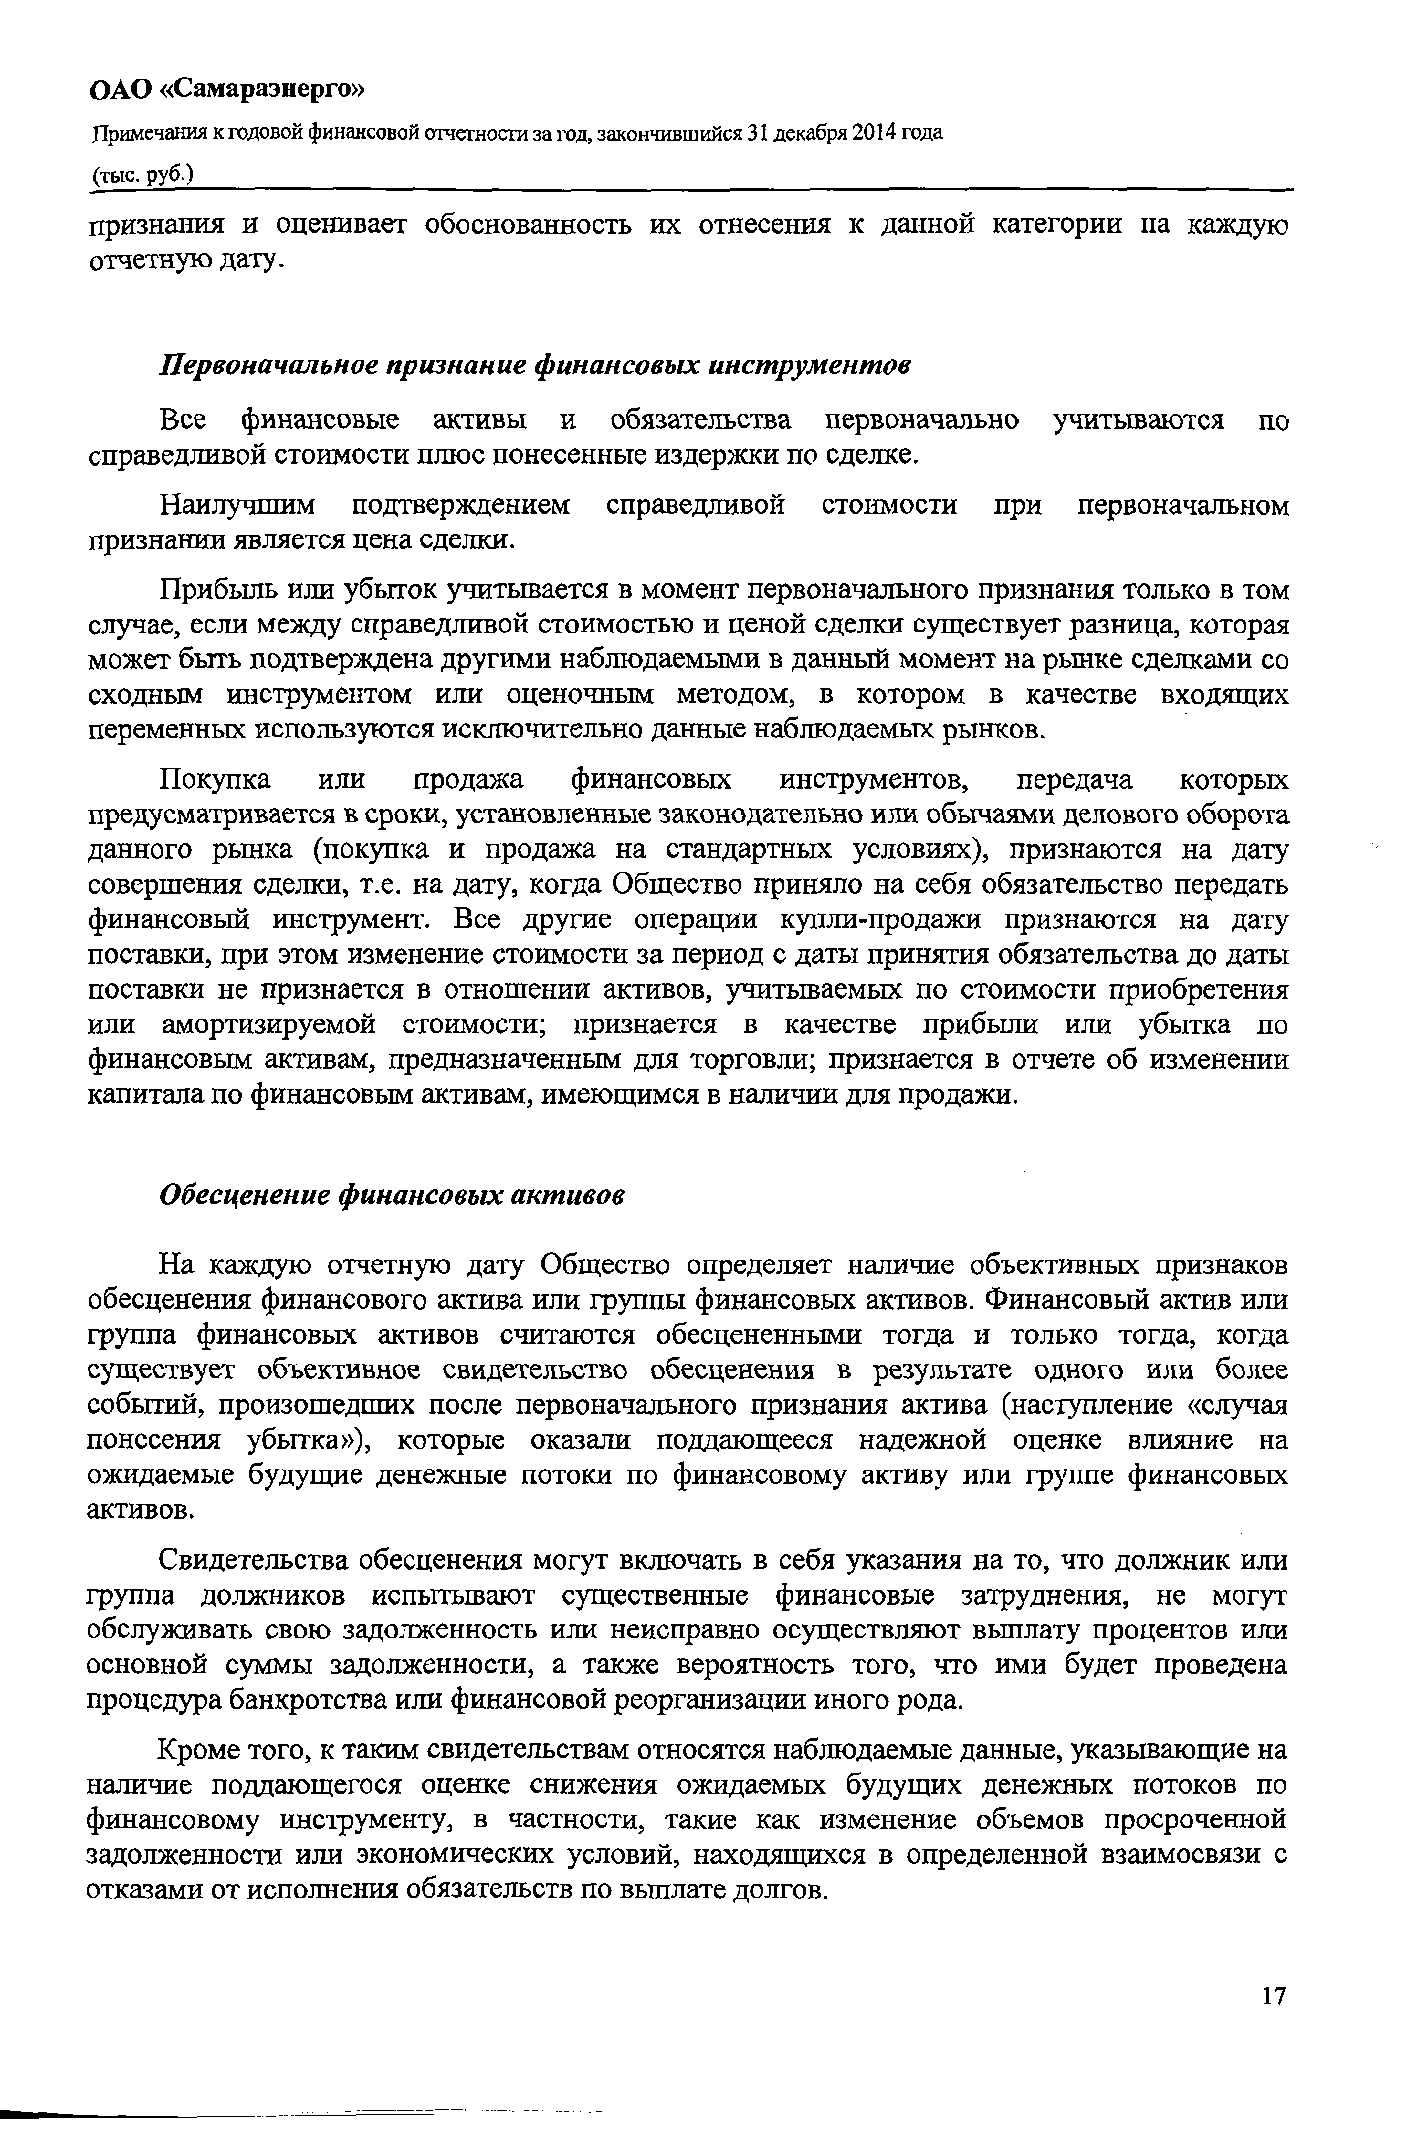 ОАО «Самараэнерго»
Примечания к годовой финансовой отчетности за год, закончившийся 31 декабря 2014 года
(тыс. руб.)
признания и оценивает обоснованность их отнесения к данной категории на каждую
отчетную дату.
Первоначальное признание финансовых инструментов
Все финансовые активы и обязательства первоначально учитываются по
справедливой стоимости плюс понесенные издержки по сделке.
Наилучшим подтверждением справедливой стоимости при первоначальном
признании является цена сделки.
Прибыль или убыток учитывается в момент первоначального признания только в том
случае, если между справедливой стоимостью и ценой сделки существует разница, которая
может быть подтверждена другими наблюдаемыми в данный момент на рынке сделками со
сходным инструментом или оценочным методом, в котором в качестве входящих
переменных используются исключительно данные наблюдаемых рынков.
Покупка или продажа финансовых инструментов, передача которых
предусматривается в сроки, установленные законодательно или обычаями делового оборота
данного рынка (покупка и продажа на стандартных условиях), признаются на дату
совершения сделки, т.е. на дату, когда Общество приняло на себя обязательство передать
финансовый инструмент. Все другие операции купли-продажи признаются на дату
поставки, при этом изменение стоимости за период с даты принятия обязательства до даты
поставки не признается в отношении активов, учитываемых по стоимости приобретения
или амортизируемой стоимости; признается в качестве прибыли или убытка по
финансовым активам, предназначенным для торговли; признается в отчете об изменении
капитала по финансовым активам, имеющимся в наличии для продажи.
Обесценение финансовых активов
На каждую отчетную дату Общество определяет наличие объективных признаков
обесценения финансового актива или группы финансовых активов. Финансовый актив или
группа финансовых активов считаются обесцененными тогда и только тогда, когда
существует объективное свидетельство обесценения в результате одного или более
событий, произошедших после первоначального признания актива (наступление «случая
понесения убытка»), которые оказали поддающееся надежной оценке влияние на
ожидаемые будущие денежные потоки по финансовому активу или группе финансовых
активов.
Свидетельства обесценения могут включать в себя указания на то, что должник или
группа должников испытывают существенные финансовые затруднения, не могут
обслуживать свою задолженность или неисправно осуществляют выплату процентов или
основной суммы задолженности, а также вероятность того, что ими будет проведена
процедура банкротства или финансовой реорганизации иного рода.
Кроме того, к таким свидетельствам относятся наблюдаемые данные, указывающие на
наличие поддающегося оценке снижения ожидаемых будущих денежных потоков по
финансовому инструменту, в частности, такие как изменение объемов просроченной
задолженности или экономических условий, находящихся в определенной взаимосвязи с
отказами от исполнения обязательств по выплате долгов.
17